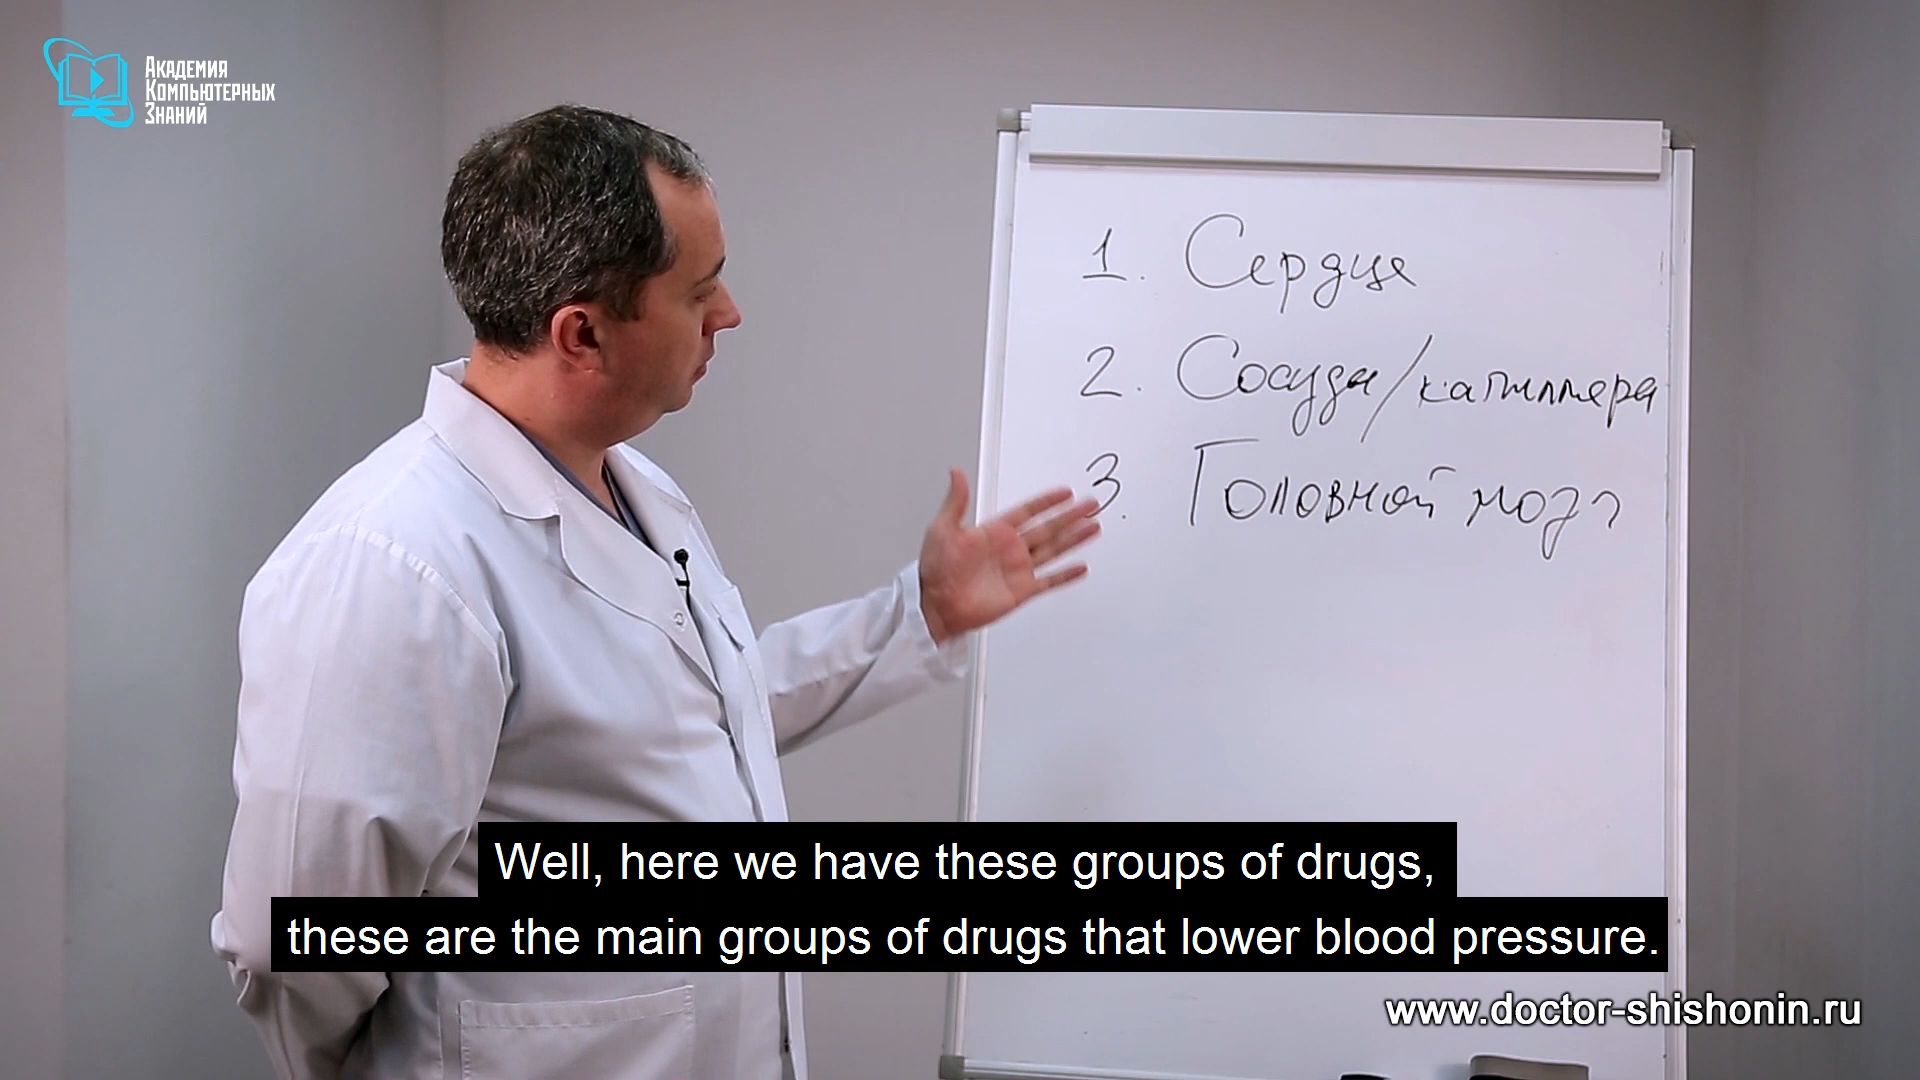 Академия
Компьютерных
Знаний
1. Сердце
2. Сосуды/капилляры
3. Головной мозг
Well, here we have these groups of drugs,
these are the main groups of drugs that lower blood pressure.
www.doctor-shishonin.ru